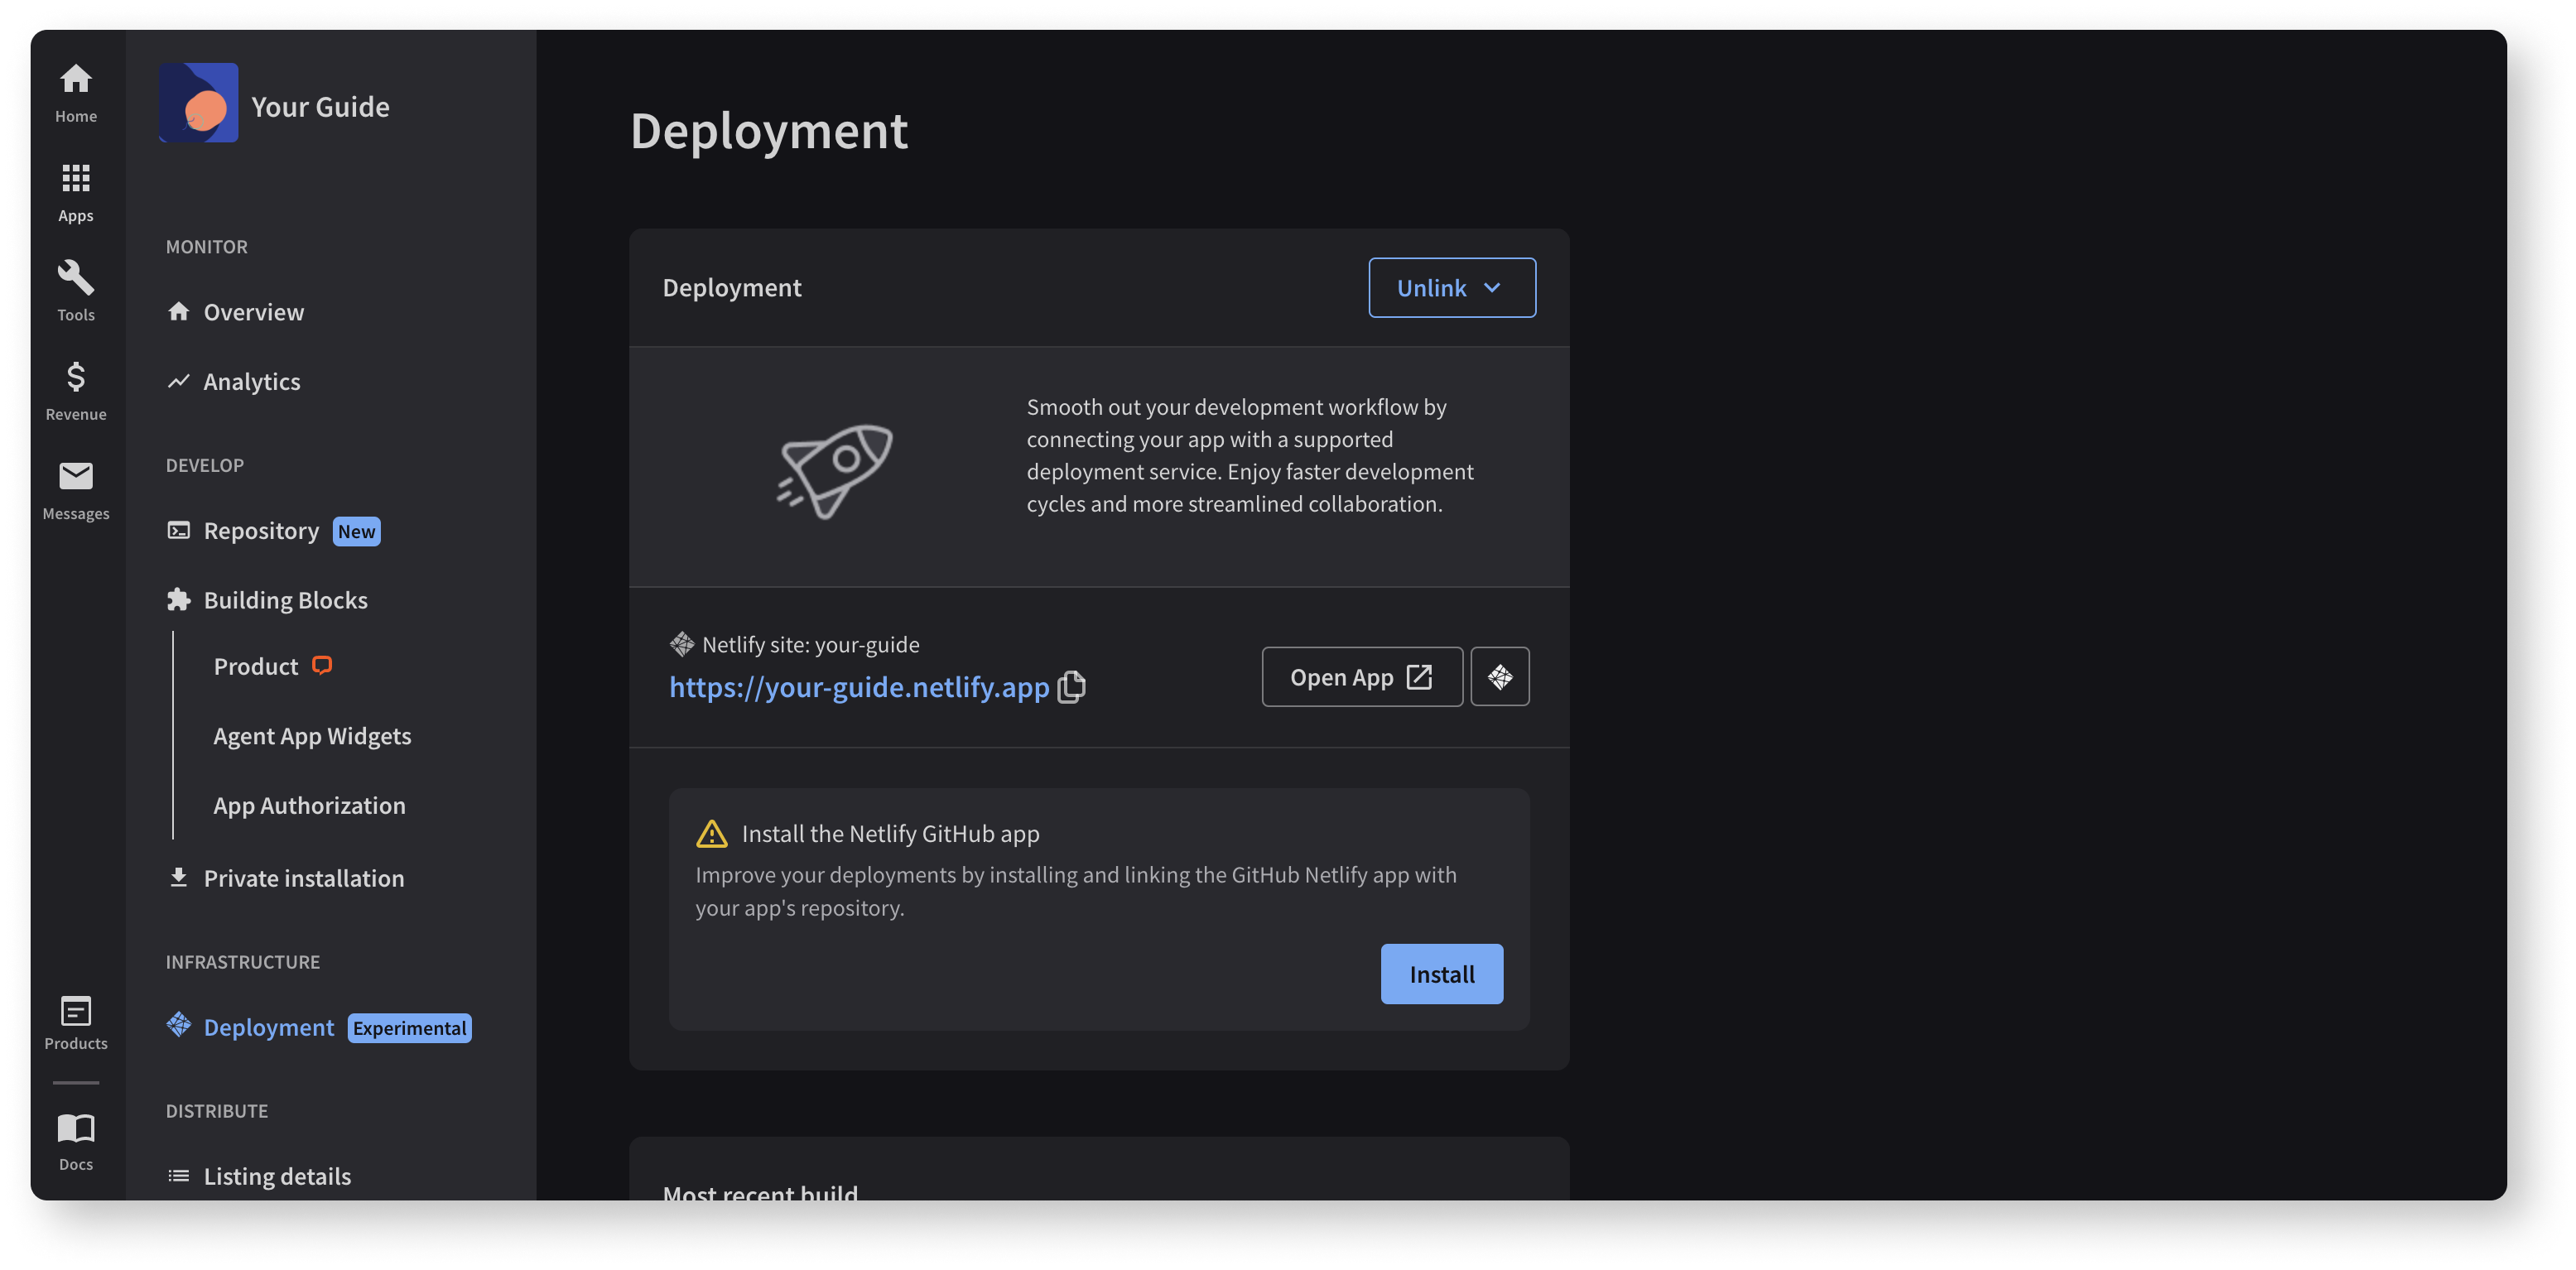 Home
Apps
Tools
Revenue
Messages
Products
Docs
Your Guide
MONITOR
Overview
Analytics
DEVELOP
Repository New
Building Blocks
Product
Agent App Widgets
App Authorization
Private installation
INFRASTRUCTURE
Deployment Experimental
DISTRIBUTE
Listing details
Deployment
Deployment
Unlink
Smooth out your development workflow by
connecting your app with a supported
deployment service. Enjoy faster development
cycles and more streamlined collaboration.
Netlify site: your-guide
https://your-guide.netlify.app
Open App
Install the Netlify GitHub app
Improve your deployments by installing and linking the GitHub Netlify app with
your app's repository.
Install
Most recent build